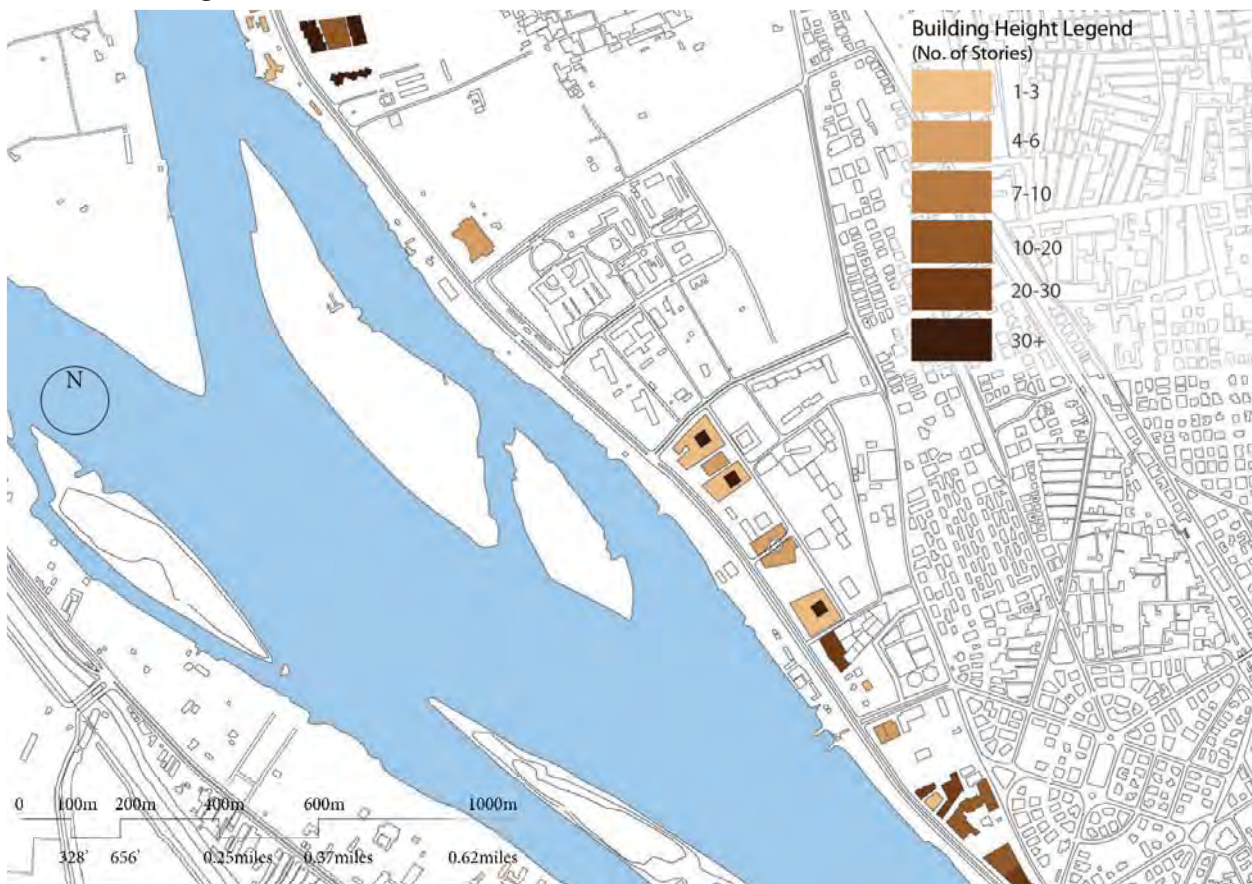 Building Height Legend
(No. of Stories)
1-3
4-6
7-10
10-20
20-30
30+
N
0 100m 200m 400m 600m 1000m
328' 656' 0.25miles 0.37miles 0.62miles